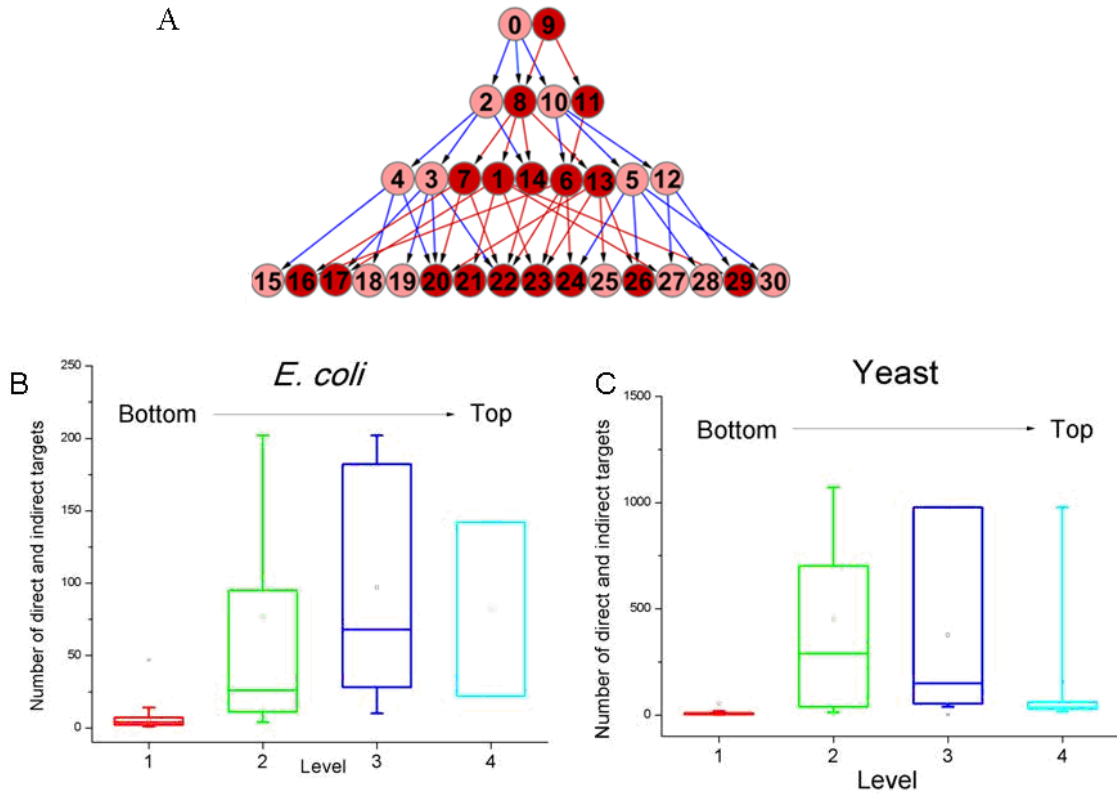 A
0 9
2 8 10 11
4 3 7 1 14 6 13 5 12
15 16 17 18 19 20 21 22 23 24 25 26 27 28 29 30
B
E. coli
Bottom
Top
Number of direct and indirect targets
250
200
150
100
50
0
1 2 3 4
Level
C
Yeast
Bottom
Top
Number of direct and indirect targets
1500
1000
500
0
1 2 3 4
Level